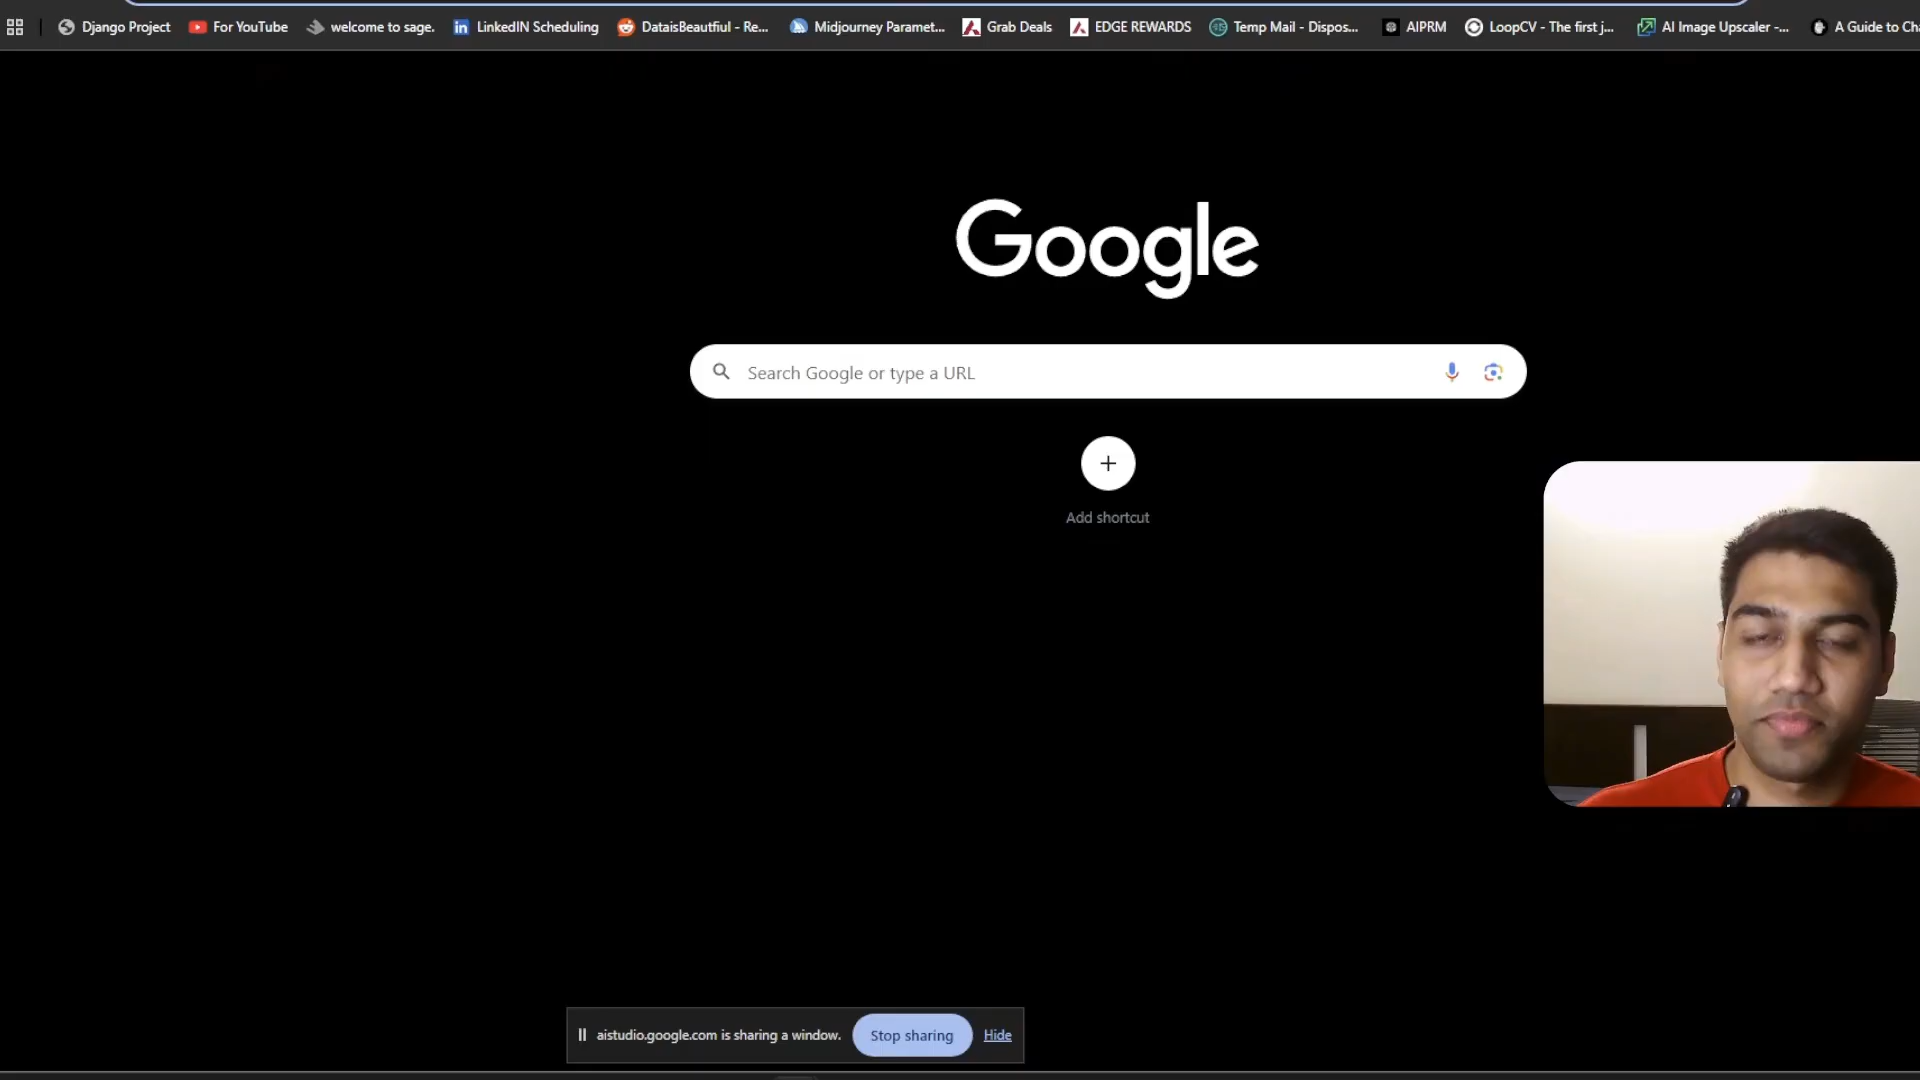 Django Project For YouTube welcome to sage. LinkedIN Scheduling DataisBeautfiul - Re... Midjourney Paramet... Grab Deals EDGE REWARDS Temp Mail - Dispos... AIPRM LoopCV - The first j... AI Image Upscaler -... A Guide to Cha
Google
Search Google or type a URL
Add shortcut
aistudio.google.com is sharing a window. Stop sharing Hide